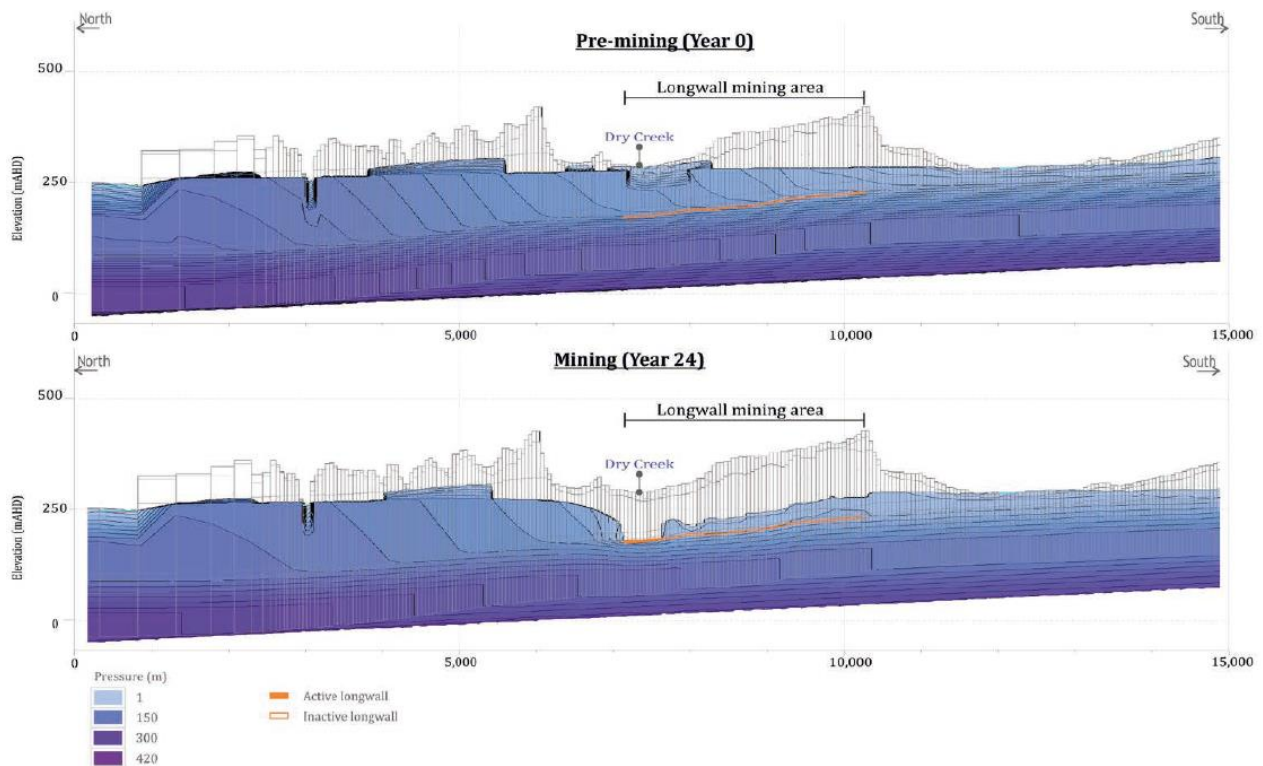 North
South
Pre-mining (Year 0)
500
Longwall mining area
Dry Creek
250
Elevation (mAHD)
0
0 5,000 10,000 15,000
North
South
Mining (Year 24)
500
Longwall mining area
Dry Creek
250
Elevation (mAHD)
0
0 5,000 10,000 15,000
Pressure (m)
1
150
300
420
Active longwall
Inactive longwall